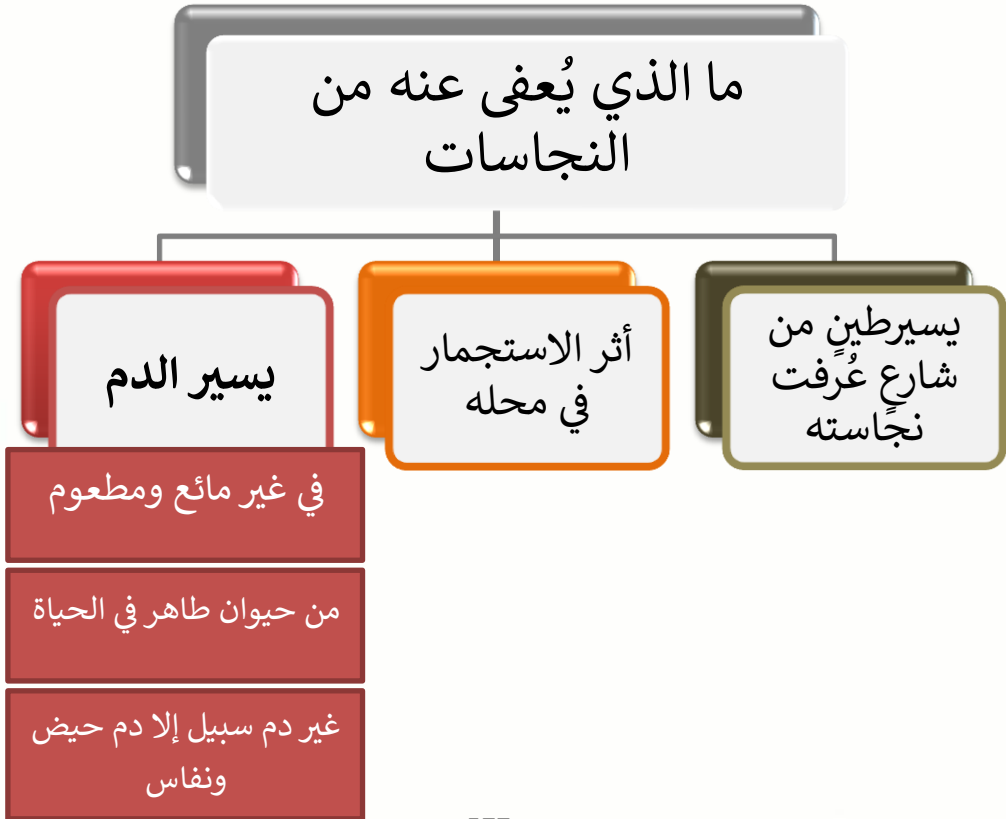 ما الذي يُعفى عنه من
النجاسات
يسيرطينٍ من
شارعٍ عُرفت
نجاسته
أثر الاستجمار
في محله
يسير الدم
في غير مائع ومطعوم
من حيوان طاهر في الحياة
غير دم سبيل إلا دم حيض
ونفاس